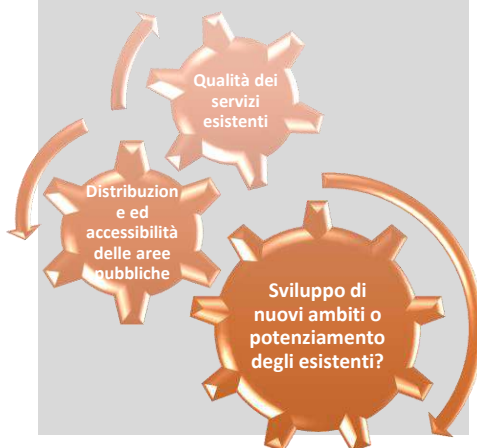 Qualità dei
servizi
esistenti
Distribuzion
e ed
accessibilità
delle aree
pubbliche
Sviluppo di
nuovi ambiti o
potenziamento
degli esistenti?